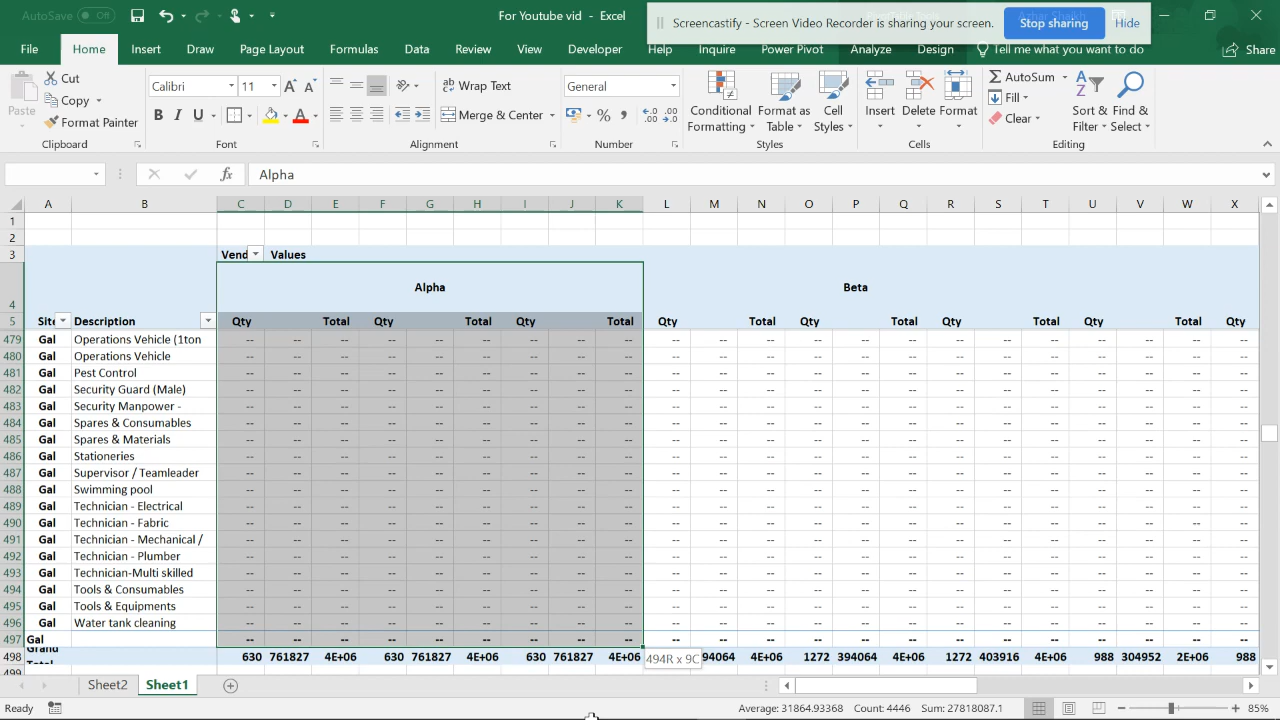 AutoSave Off
For Youtube vid - Excel
Screencastify - Screen Video Recorder is sharing your screen.
Stop sharing
Hide
File Home Insert Draw Page Layout Formulas Data Review View Developer Help Inquire Power Pivot Analyze Design Tell me what you want to do Share
Paste
Cut
Copy
Format Painter
Clipboard
Calibri 11
B I U
Font
Wrap Text
Merge & Center
Alignment
General
Number
Conditional Formatting
Format as Table
Cell Styles
Styles
Insert Delete Format
Cells
AutoSum
Fill
Clear
Sort & Filter
Find & Select
Editing
fx Alpha
A B C D E F G H I J K L M N O P Q R S T U V W X
1
2
3 Vend Values
4 Alpha Beta
5 Site Description Qty Total Qty Total Qty Total Qty Total Qty Total Qty Total Qty Total Qty
479 Gal Operations Vehicle (1ton -- -- -- -- -- -- -- -- -- -- -- -- -- -- -- -- -- -- -- -- -- --
480 Gal Operations Vehicle -- -- -- -- -- -- -- -- -- -- -- -- -- -- -- -- -- -- -- -- -- --
481 Gal Pest Control -- -- -- -- -- -- -- -- -- -- -- -- -- -- -- -- -- -- -- -- -- --
482 Gal Security Guard (Male) -- -- -- -- -- -- -- -- -- -- -- -- -- -- -- -- -- -- -- -- -- --
483 Gal Security Manpower - -- -- -- -- -- -- -- -- -- -- -- -- -- -- -- -- -- -- -- -- -- --
484 Gal Spares & Consumables -- -- -- -- -- -- -- -- -- -- -- -- -- -- -- -- -- -- -- -- -- --
485 Gal Spares & Materials -- -- -- -- -- -- -- -- -- -- -- -- -- -- -- -- -- -- -- -- -- --
486 Gal Stationeries -- -- -- -- -- -- -- -- -- -- -- -- -- -- -- -- -- -- -- -- -- --
487 Gal Supervisor / Teamleader -- -- -- -- -- -- -- -- -- -- -- -- -- -- -- -- -- -- -- -- -- --
488 Gal Swimming pool -- -- -- -- -- -- -- -- -- -- -- -- -- -- -- -- -- -- -- -- -- --
489 Gal Technician - Electrical -- -- -- -- -- -- -- -- -- -- -- -- -- -- -- -- -- -- -- -- -- --
490 Gal Technician - Fabric -- -- -- -- -- -- -- -- -- -- -- -- -- -- -- -- -- -- -- -- -- --
491 Gal Technician - Mechanical / -- -- -- -- -- -- -- -- -- -- -- -- -- -- -- -- -- -- -- -- -- --
492 Gal Technician - Plumber -- -- -- -- -- -- -- -- -- -- -- -- -- -- -- -- -- -- -- -- -- --
493 Gal Technician-Multi skilled -- -- -- -- -- -- -- -- -- -- -- -- -- -- -- -- -- -- -- -- -- --
494 Gal Tools & Consumables -- -- -- -- -- -- -- -- -- -- -- -- -- -- -- -- -- -- -- -- -- --
495 Gal Tools & Equipments -- -- -- -- -- -- -- -- -- -- -- -- -- -- -- -- -- -- -- -- -- --
496 Gal Water tank cleaning -- -- -- -- -- -- -- -- -- -- -- -- -- -- -- -- -- -- -- -- -- --
497 Gal -- -- -- -- -- -- -- -- -- -- -- -- -- -- -- -- -- -- -- -- -- --
498 Grand Total 630 761827 4E+06 630 761827 4E+06 630 761827 4E+06 494R x 9C 4E+06 1272 394064 4E+06 1272 403916 4E+06 988 304952 2E+06 988
499
Sheet2 Sheet1
Ready
Average: 31864.93368 Count: 4446 Sum: 27818087.1
85%